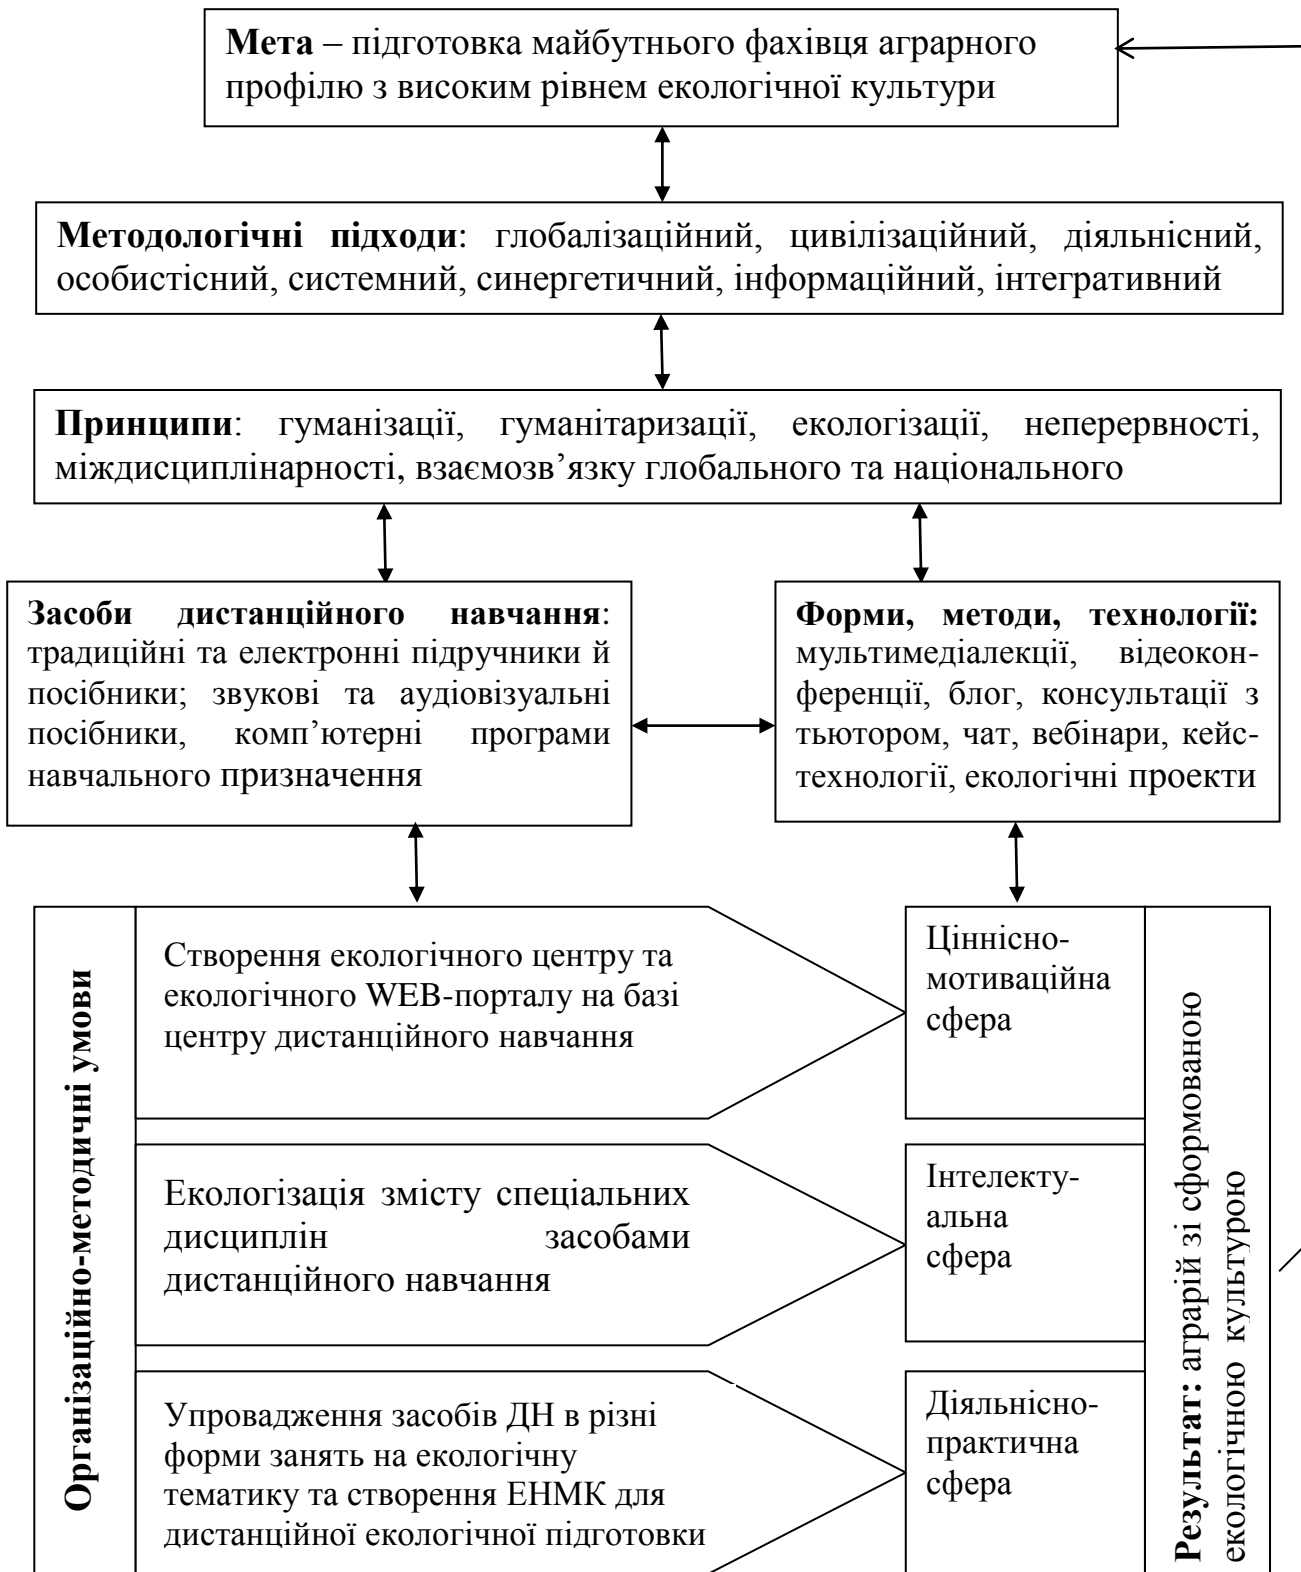 Мета – підготовка майбутнього фахівця аграрного
профілю з високим рівнем екологічної культури
Методологічні підходи: глобалізаційний, цивілізаційний, діяльнісний,
особистісний, системний, синергетичний, інформаційний, інтегративний
Принципи: гуманізації, гуманітаризації, екологізації, неперервності,
міждисциплінарності, взаємозв’язку глобального та національного
Засоби дистанційного навчання:
традиційні та електронні підручники й
посібники; звукові та аудіовізуальні
посібники, комп’ютерні програми
навчального призначення
Форми, методи, технології:
мультимедіалекції, відеокон-
ференції, блог, консультації з
тьютором, чат, вебінари, кейс-
технології, екологічні проекти
Організаційно-методичні умови
Створення екологічного центру та
екологічного WEB-порталу на базі
центру дистанційного навчання
Ціннісно-
мотиваційна
сфера
Екологізація змісту спеціальних
дисциплін засобами
дистанційного навчання
Інтелекту-
альна
сфера
Упровадження засобів ДН в різні
форми занять на екологічну
тематику та створення ЕНМК для
дистанційної екологічної підготовки
Діяльнісно-
практична
сфера
Результат: аграрій зі сформованою
екологічною культурою